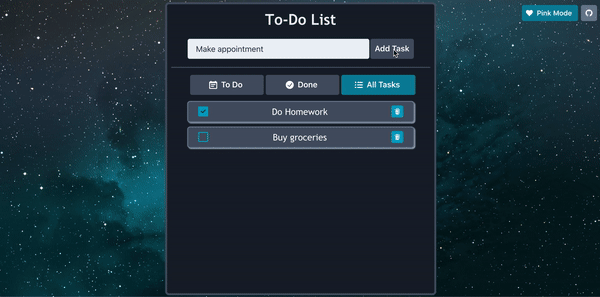 To-Do List
Pink Mode
Make appointment
Add Task
To Do
Done
All Tasks
Do Homework
Buy groceries